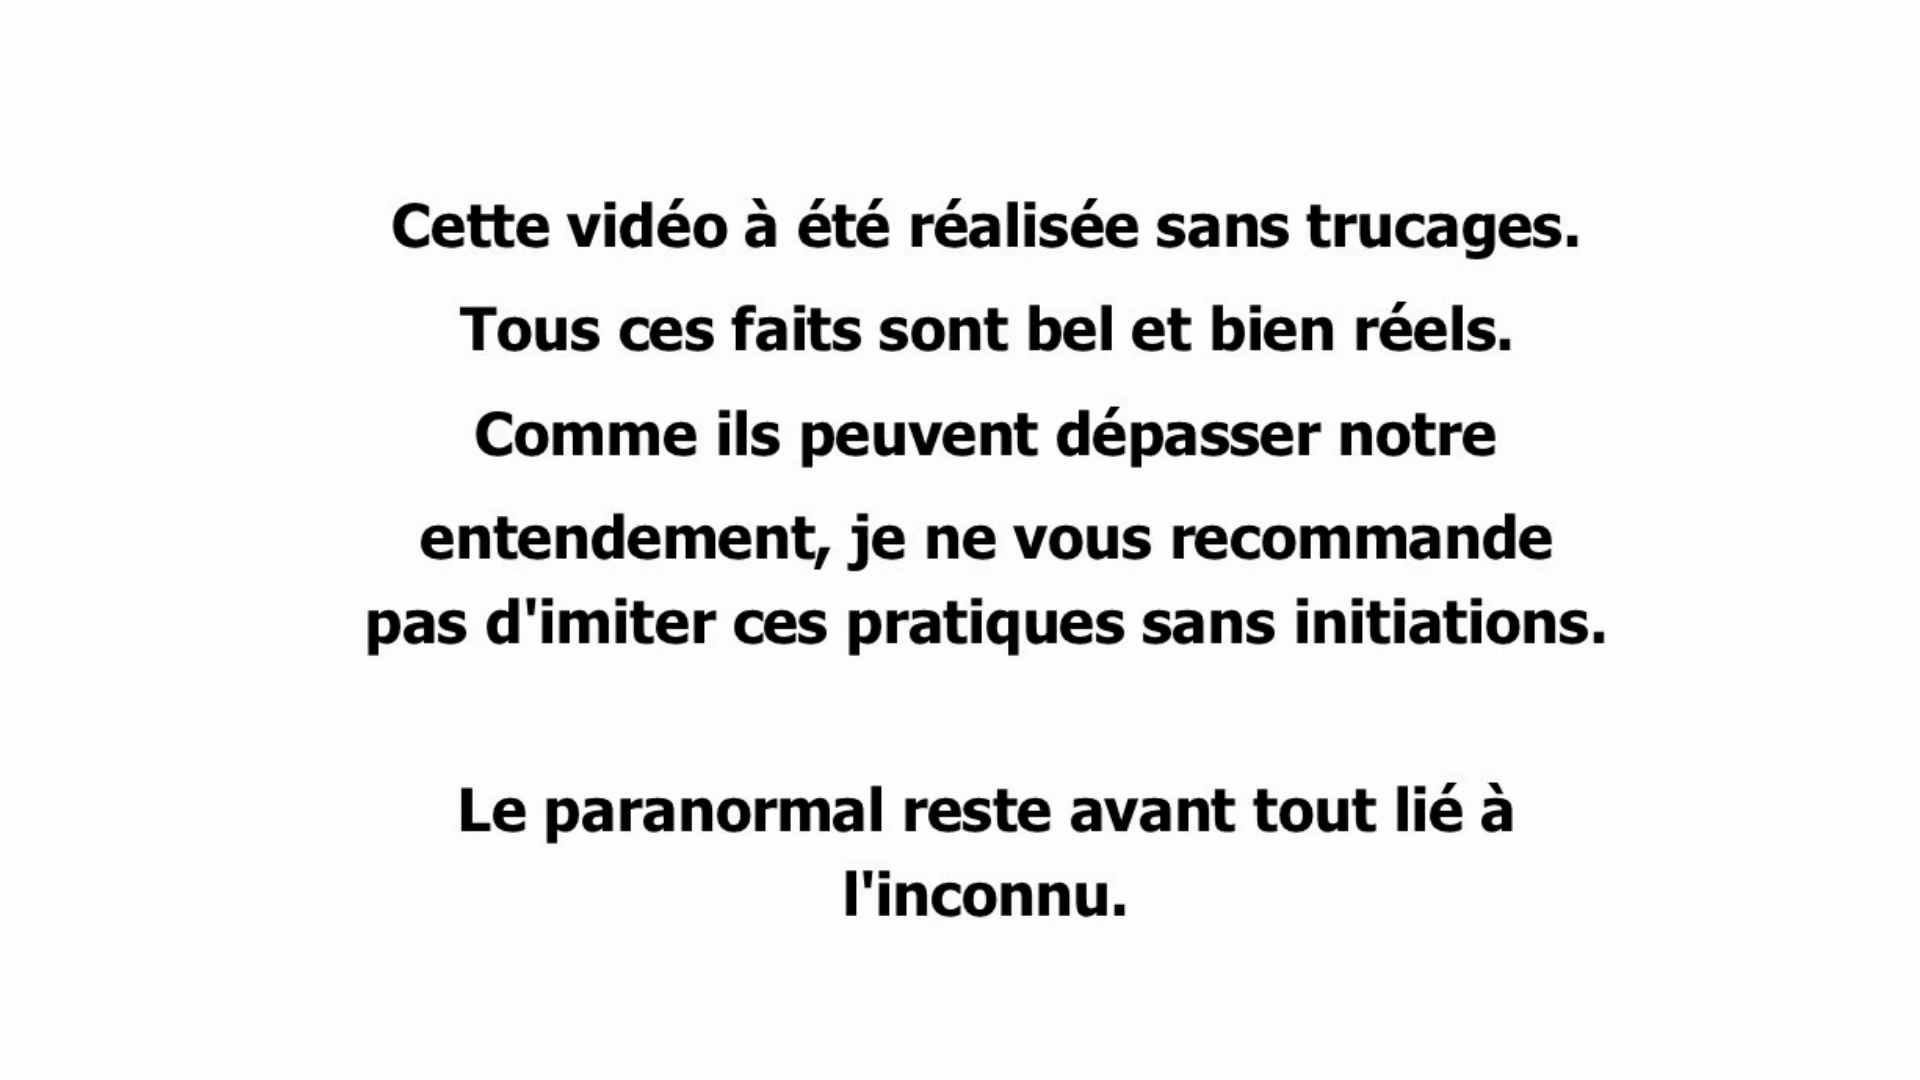 Cette vidéo à été réalisée sans trucages.
Tous ces faits sont bel et bien réels.
Comme ils peuvent dépasser notre
entendement, je ne vous recommande
pas d'imiter ces pratiques sans initiations.
Le paranormal reste avant tout lié à
l'inconnu.